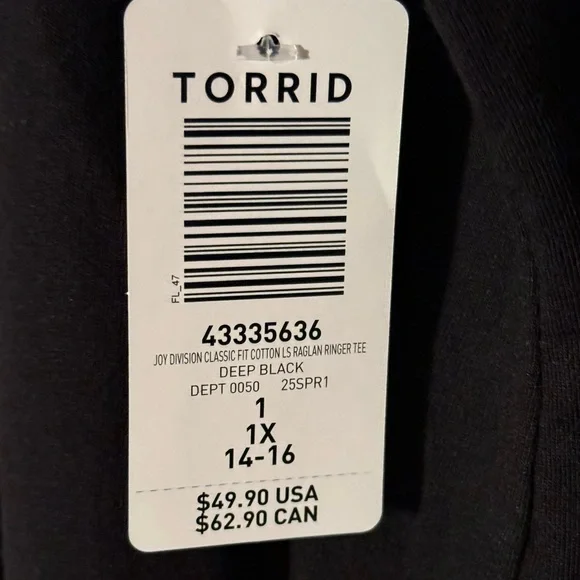 TORRID
FL_47
43335636
JOY DIVISION CLASSIC FIT COTTON LS RAGLAN RINGER TEE
DEEP BLACK
DEPT 0050 25SPR1
1
1X
14-16
$49.90 USA
$62.90 CAN